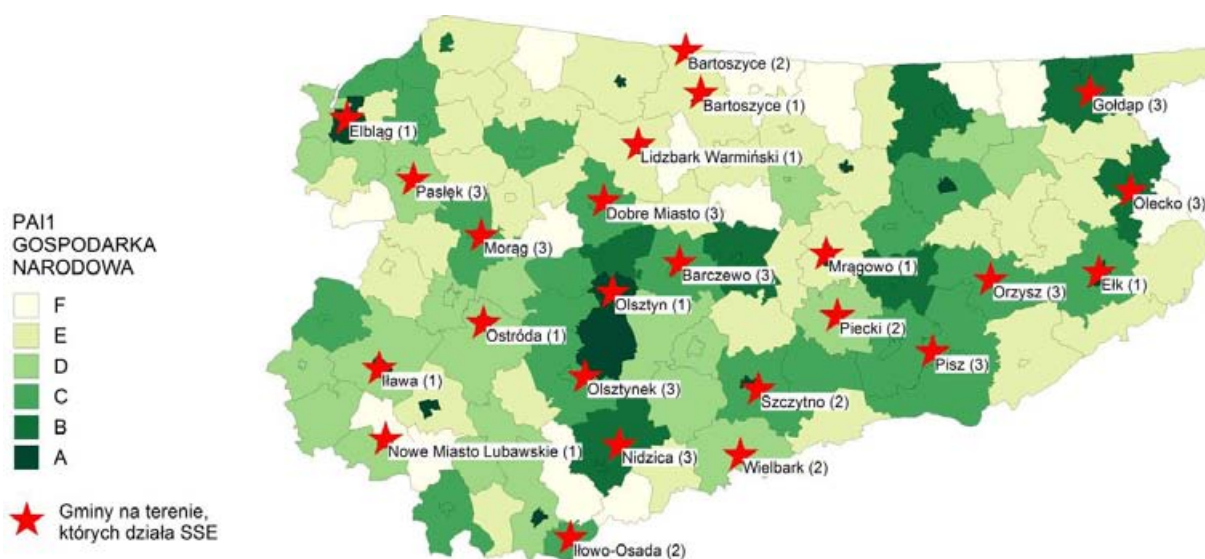 Bartoszyce (2)
Bartoszyce (1)
Gołdap (3)
Elbląg (1)
Lidzbark Warmiński (1)
Pasłęk (3)
Olecko (3)
Dobre Miasto (3)
PAI1
GOSPODARKA
NARODOWA
Morąg (3)
Barczewo (3)
Mrągowo (1)
Orzysz (3)
Ełk (1)
F
Olsztyn (1)
E
Ostróda (1)
Piecki (2)
D
Pisz (3)
C
Iława (1)
Olsztynek (3)
Szczytno (2)
B
A
Nowe Miasto Lubawskie (1)
Nidzica (3)
Wielbark (2)
Gminy na terenie,
których działa SSE
Iłowo-Osada (2)